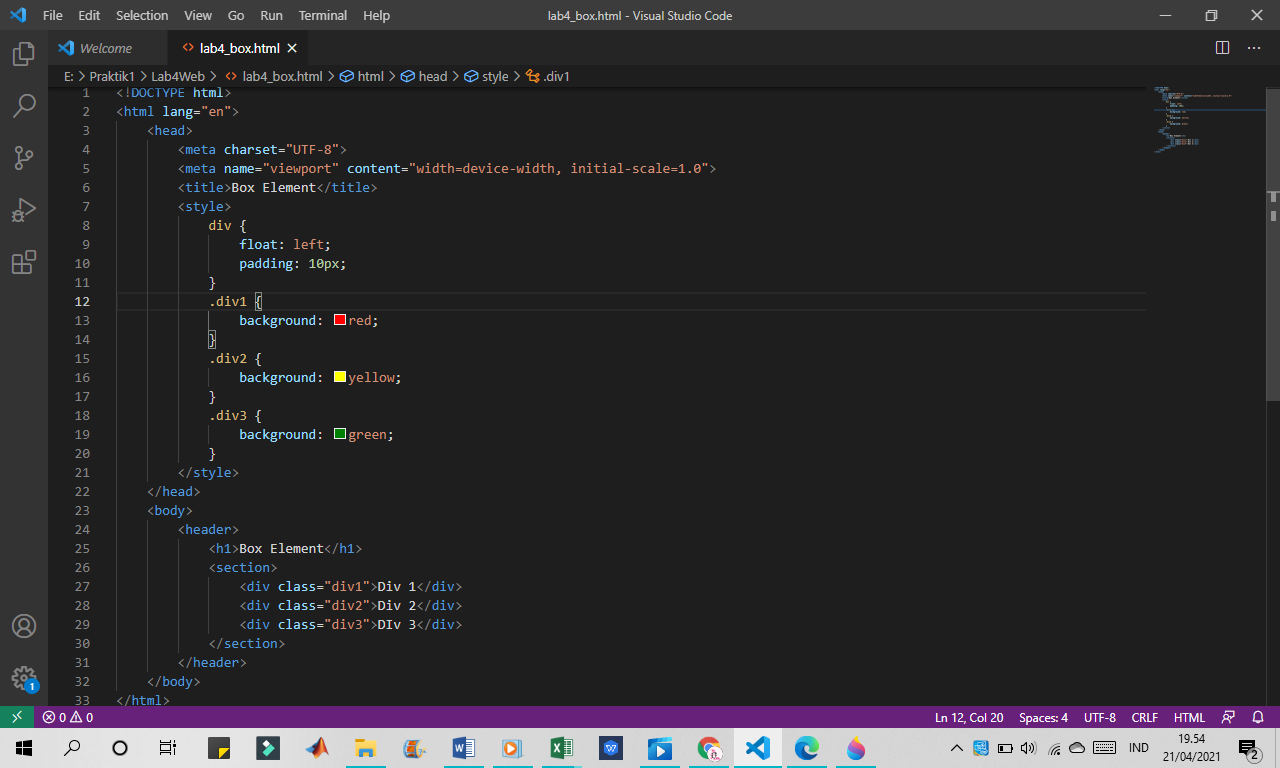 File Edit Selection View Go Run Terminal Help lab4_box.html - Visual Studio Code
Welcome lab4_box.html
E: > Praktik1 > Lab4Web > lab4_box.html > html > head > style > .div1
1 <!DOCTYPE html>
2 <html lang="en">
3 <head>
4 <meta charset="UTF-8">
5 <meta name="viewport" content="width=device-width, initial-scale=1.0">
6 <title>Box Element</title>
7 <style>
8 div {
9 float: left;
10 padding: 10px;
11 }
12 .div1 {
13 background: red;
14 }
15 .div2 {
16 background: yellow;
17 }
18 .div3 {
19 background: green;
20 }
21 </style>
22 </head>
23 <body>
24 <header>
25 <h1>Box Element</h1>
26 <section>
27 <div class="div1">Div 1</div>
28 <div class="div2">Div 2</div>
29 <div class="div3">DIv 3</div>
30 </section>
31 </header>
32 </body>
33 </html>
1
0 0 Ln 12, Col 20 Spaces: 4 UTF-8 CRLF HTML
IND 19.54
21/04/2021 2